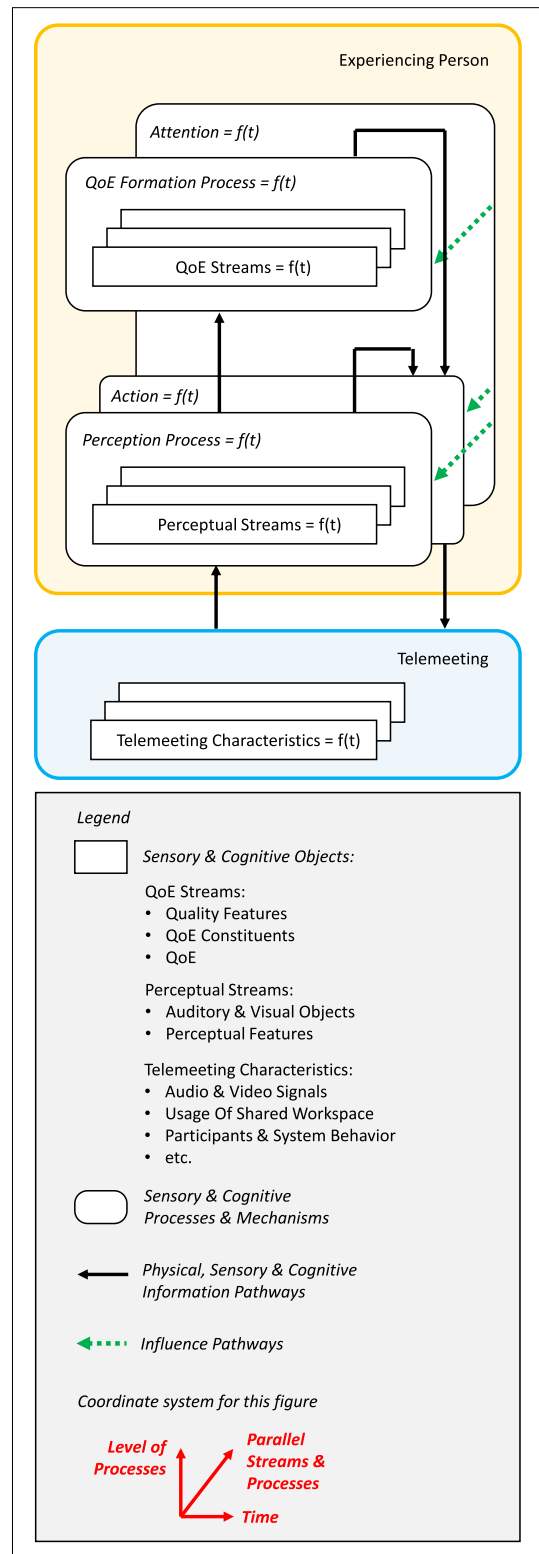 Experiencing Person
Attention = f(t)
QoE Formation Process = f(t)
QoE Streams = f(t)
Action = f(t)
Perception Process = f(t)
Perceptual Streams = f(t)
Telemeeting
Telemeeting Characteristics = f(t)
Legend
Sensory & Cognitive Objects:
QoE Streams:
• Quality Features
• QoE Constituents
• QoE
Perceptual Streams:
• Auditory & Visual Objects
• Perceptual Features
Telemeeting Characteristics:
• Audio & Video Signals
• Usage Of Shared Workspace
• Participants & System Behavior
• etc.
Sensory & Cognitive
Processes & Mechanisms
Physical, Sensory & Cognitive
Information Pathways
Influence Pathways
Coordinate system for this figure
Level of
Processes
Parallel
Streams &
Processes
Time